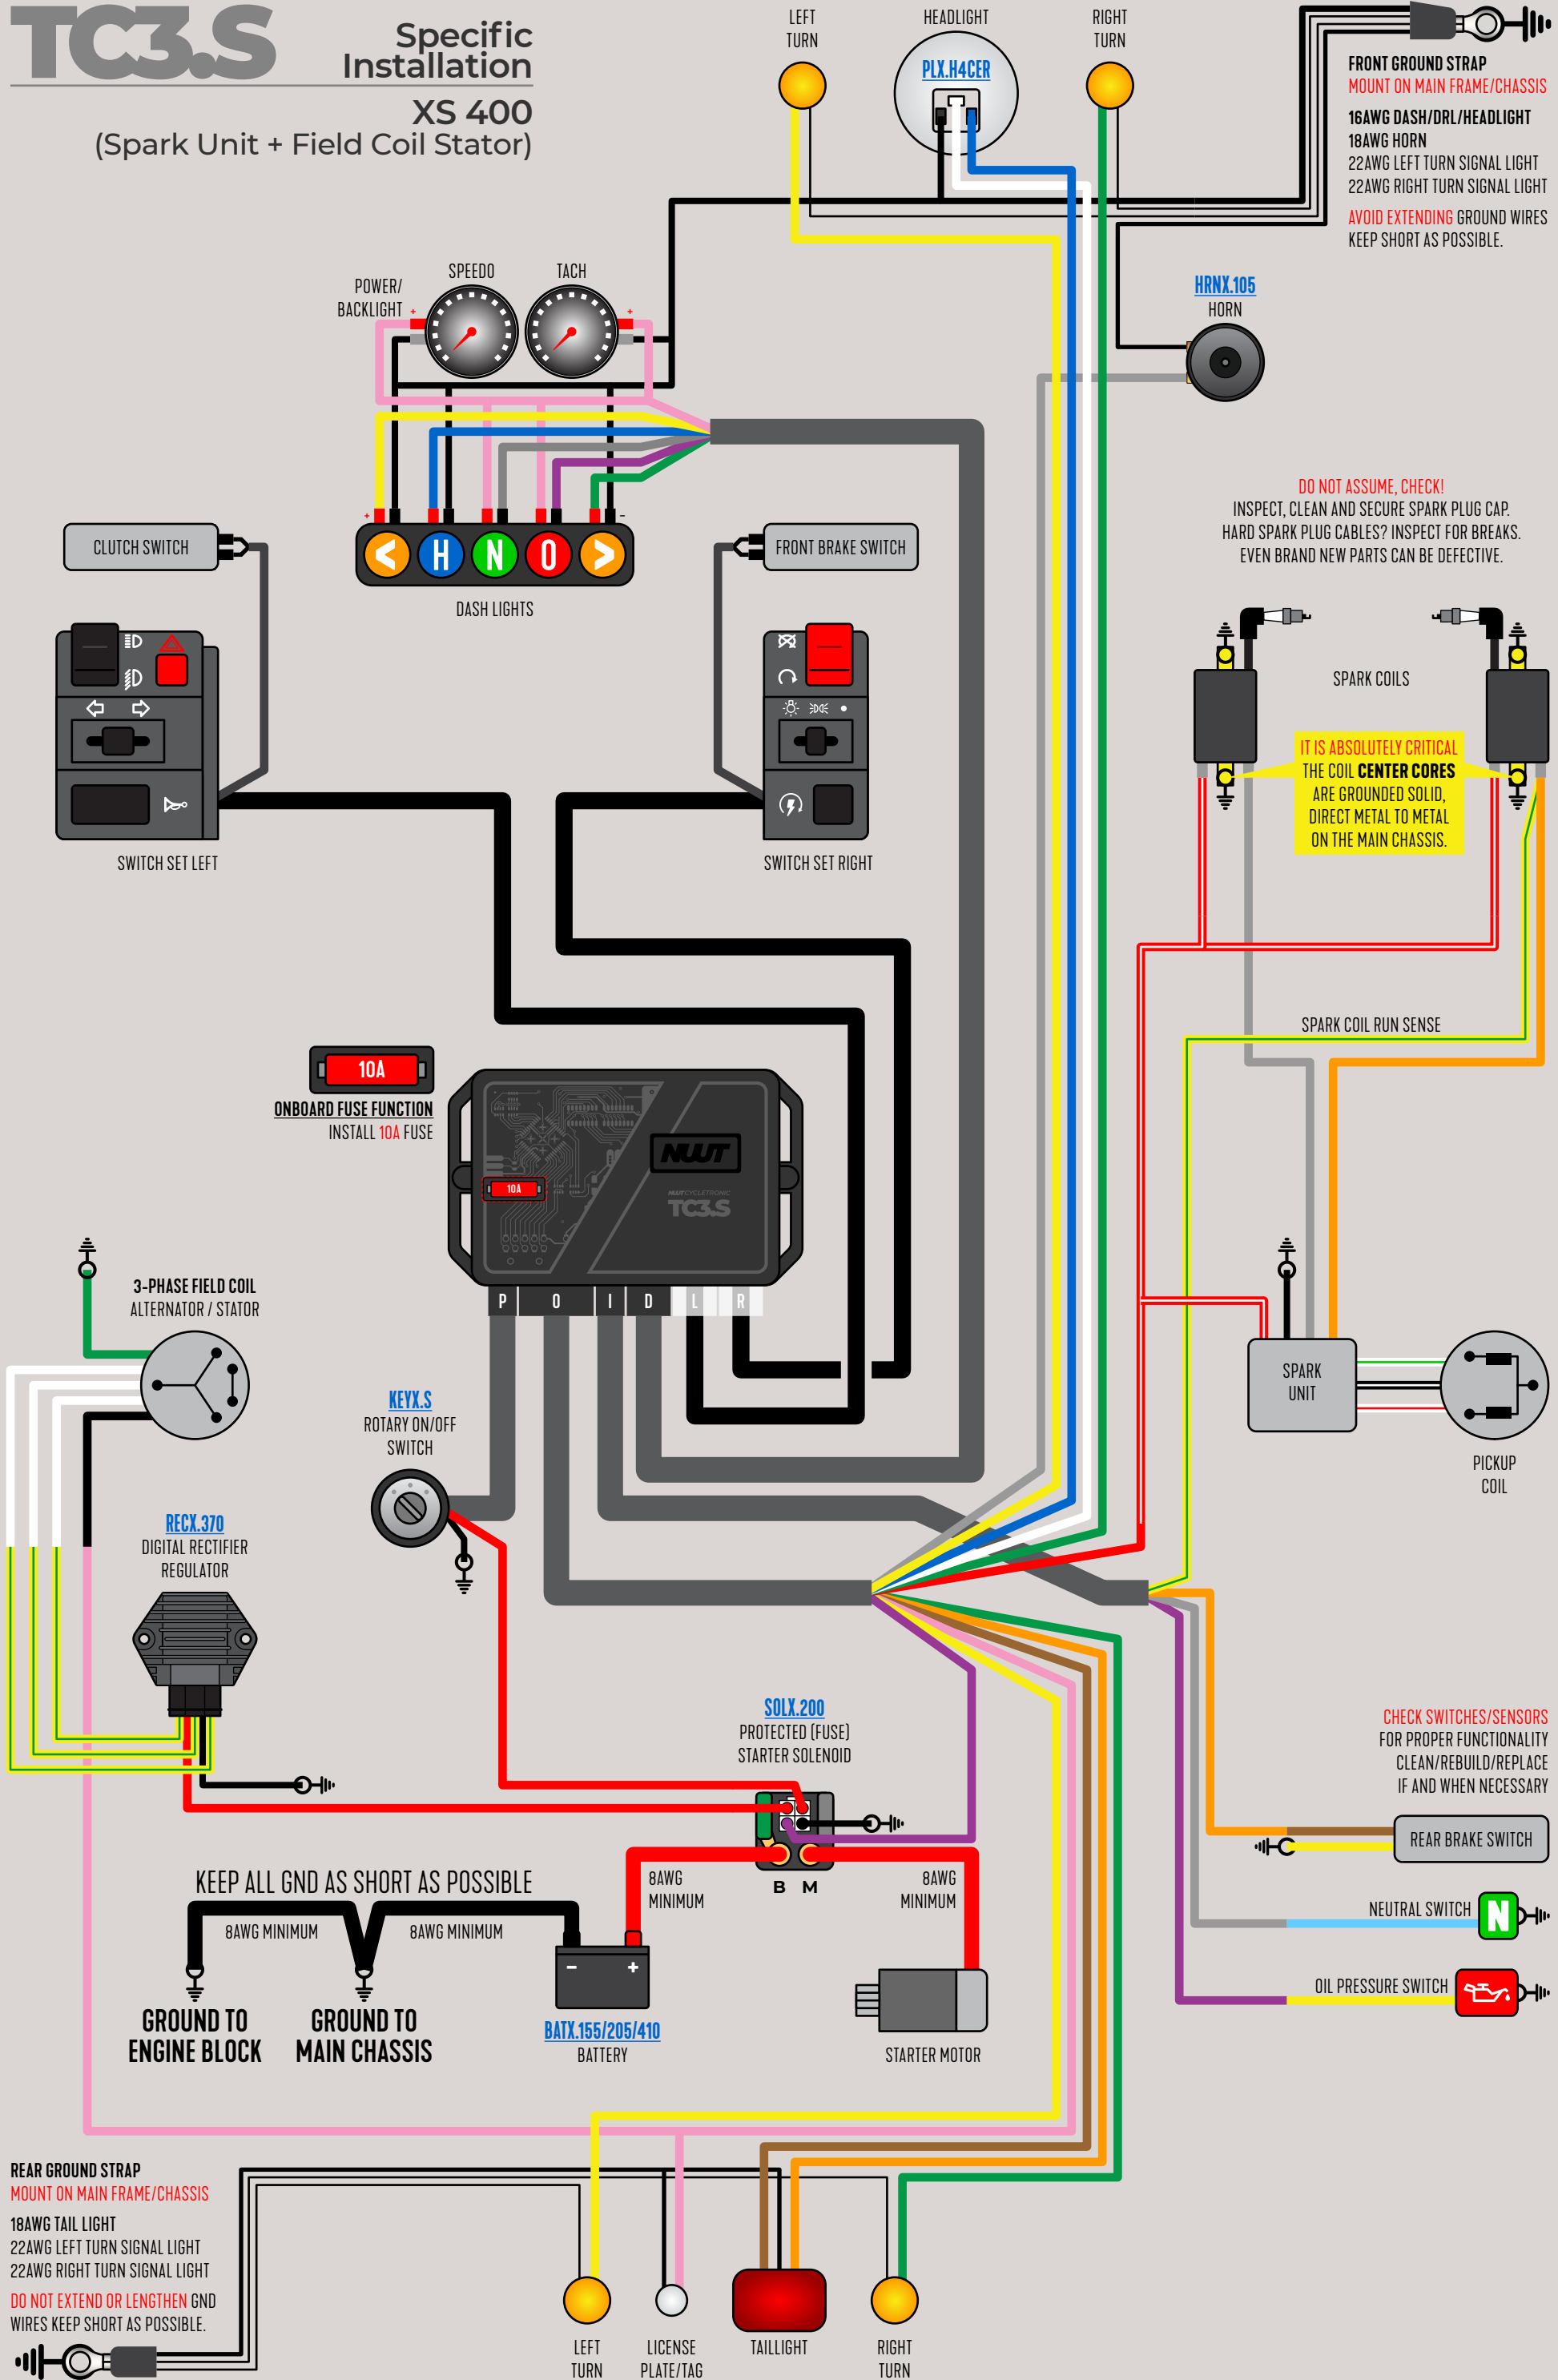 TC3.S
Specific
Installation
XS 400
(Spark Unit + Field Coil Stator)
LEFT
TURN
HEADLIGHT
PLX.H4CER
RIGHT
TURN
FRONT GROUND STRAP
MOUNT ON MAIN FRAME/CHASSIS
16AWG DASH/DRL/HEADLIGHT
18AWG HORN
22AWG LEFT TURN SIGNAL LIGHT
22AWG RIGHT TURN SIGNAL LIGHT
AVOID EXTENDING GROUND WIRES
KEEP SHORT AS POSSIBLE.
POWER/
BACKLIGHT
SPEEDO
TACH
+
+
HRNX.105
HORN
+
–
< H N O >
DASH LIGHTS
CLUTCH SWITCH
FRONT BRAKE SWITCH
DO NOT ASSUME, CHECK!
INSPECT, CLEAN AND SECURE SPARK PLUG CAP.
HARD SPARK PLUG CABLES? INSPECT FOR BREAKS.
EVEN BRAND NEW PARTS CAN BE DEFECTIVE.
SWITCH SET LEFT
SWITCH SET RIGHT
SPARK COILS
IT IS ABSOLUTELY CRITICAL
THE COIL CENTER CORES
ARE GROUNDED SOLID,
DIRECT METAL TO METAL
ON THE MAIN CHASSIS.
SPARK COIL RUN SENSE
10A
ONBOARD FUSE FUNCTION
INSTALL 10A FUSE
NWT
10A
NWT CYCLETRONIC
TC3.S
P O I D L R
3-PHASE FIELD COIL
ALTERNATOR / STATOR
KEYX.S
ROTARY ON/OFF
SWITCH
SPARK
UNIT
PICKUP
COIL
RECX.370
DIGITAL RECTIFIER
REGULATOR
SOLX.200
PROTECTED (FUSE)
STARTER SOLENOID
B M
CHECK SWITCHES/SENSORS
FOR PROPER FUNCTIONALITY
CLEAN/REBUILD/REPLACE
IF AND WHEN NECESSARY
REAR BRAKE SWITCH
NEUTRAL SWITCH
N
OIL PRESSURE SWITCH
KEEP ALL GND AS SHORT AS POSSIBLE
8AWG MINIMUM
8AWG MINIMUM
8AWG
MINIMUM
8AWG
MINIMUM
– +
GROUND TO
ENGINE BLOCK
GROUND TO
MAIN CHASSIS
BATX.155/205/410
BATTERY
STARTER MOTOR
REAR GROUND STRAP
MOUNT ON MAIN FRAME/CHASSIS
18AWG TAIL LIGHT
22AWG LEFT TURN SIGNAL LIGHT
22AWG RIGHT TURN SIGNAL LIGHT
DO NOT EXTEND OR LENGTHEN GND
WIRES KEEP SHORT AS POSSIBLE.
LEFT
TURN
LICENSE
PLATE/TAG
TAILLIGHT
RIGHT
TURN